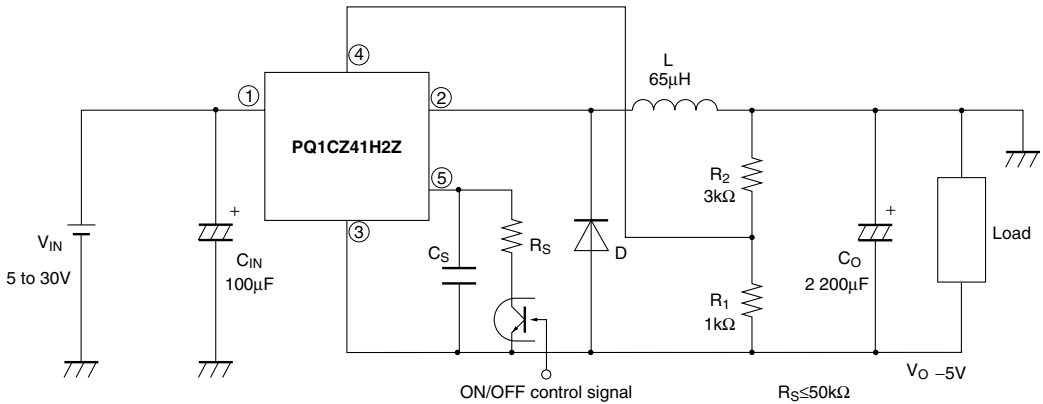 ④
L
65μH
①
②
PQ1CZ41H2Z
R2
3kΩ
⑤
③
+
+
VIN
5 to 30V
CIN
100μF
CS
RS
D
CO
2 200μF
Load
R1
1kΩ
ON/OFF control signal
RS≤50kΩ
VO –5V